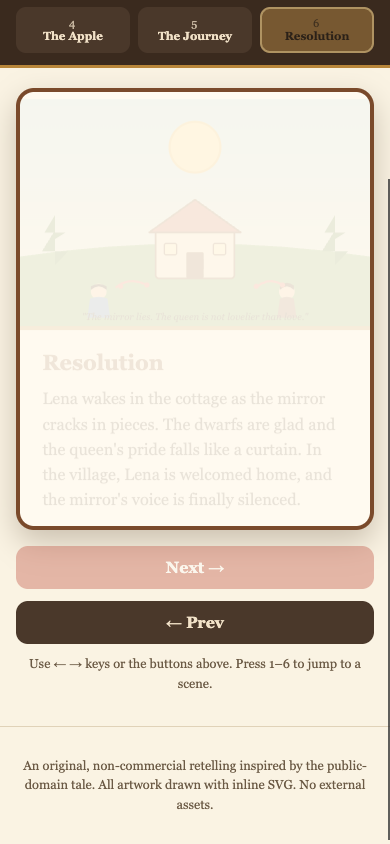 4
The Apple
5
The Journey
6
Resolution
"The mirror lies. The queen is not lovelier than love."
Resolution
Lena wakes in the cottage as the mirror
cracks in pieces. The dwarfs are glad and
the queen's pride falls like a curtain. In
the village, Lena is welcomed home, and
the mirror's voice is finally silenced.
Next →
← Prev
Use ← → keys or the buttons above. Press 1–6 to jump to a
scene.
An original, non-commercial retelling inspired by the public-
domain tale. All artwork drawn with inline SVG. No external
assets.